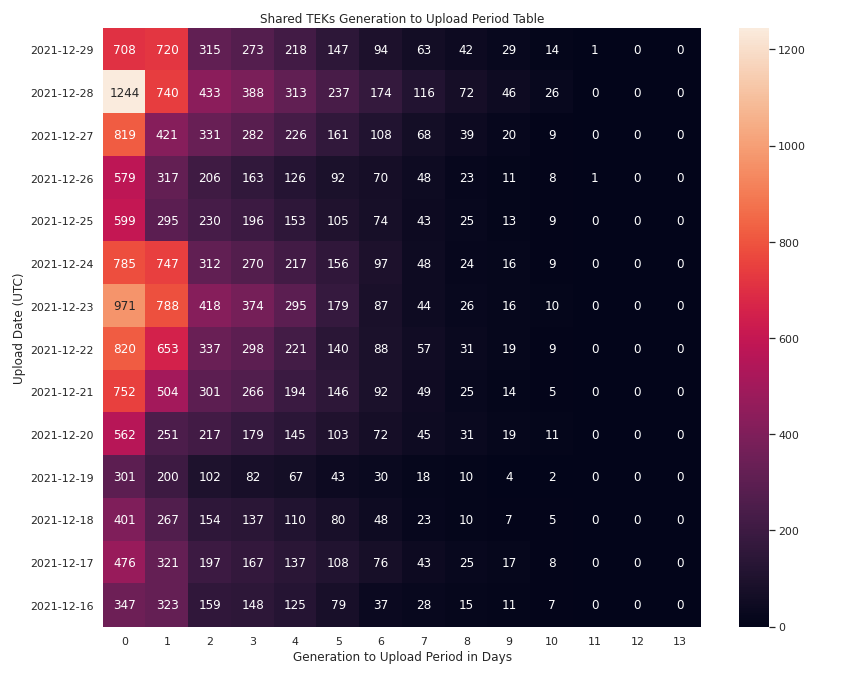 Shared TEKs Generation to Upload Period Table
2021-12-29 708 720 315 273 218 147 94 63 42 29 14 1 0 0
2021-12-28 1244 740 433 388 313 237 174 116 72 46 26 0 0 0
2021-12-27 819 421 331 282 226 161 108 68 39 20 9 0 0 0
2021-12-26 579 317 206 163 126 92 70 48 23 11 8 1 0 0
2021-12-25 599 295 230 196 153 105 74 43 25 13 9 0 0 0
2021-12-24 785 747 312 270 217 156 97 48 24 16 9 0 0 0
2021-12-23 971 788 418 374 295 179 87 44 26 16 10 0 0 0
2021-12-22 820 653 337 298 221 140 88 57 31 19 9 0 0 0
2021-12-21 752 504 301 266 194 146 92 49 25 14 5 0 0 0
2021-12-20 562 251 217 179 145 103 72 45 31 19 11 0 0 0
2021-12-19 301 200 102 82 67 43 30 18 10 4 2 0 0 0
2021-12-18 401 267 154 137 110 80 48 23 10 7 5 0 0 0
2021-12-17 476 321 197 167 137 108 76 43 25 17 8 0 0 0
2021-12-16 347 323 159 148 125 79 37 28 15 11 7 0 0 0
0 1 2 3 4 5 6 7 8 9 10 11 12 13
Generation to Upload Period in Days
Upload Date (UTC)
1200
1000
800
600
400
200
0